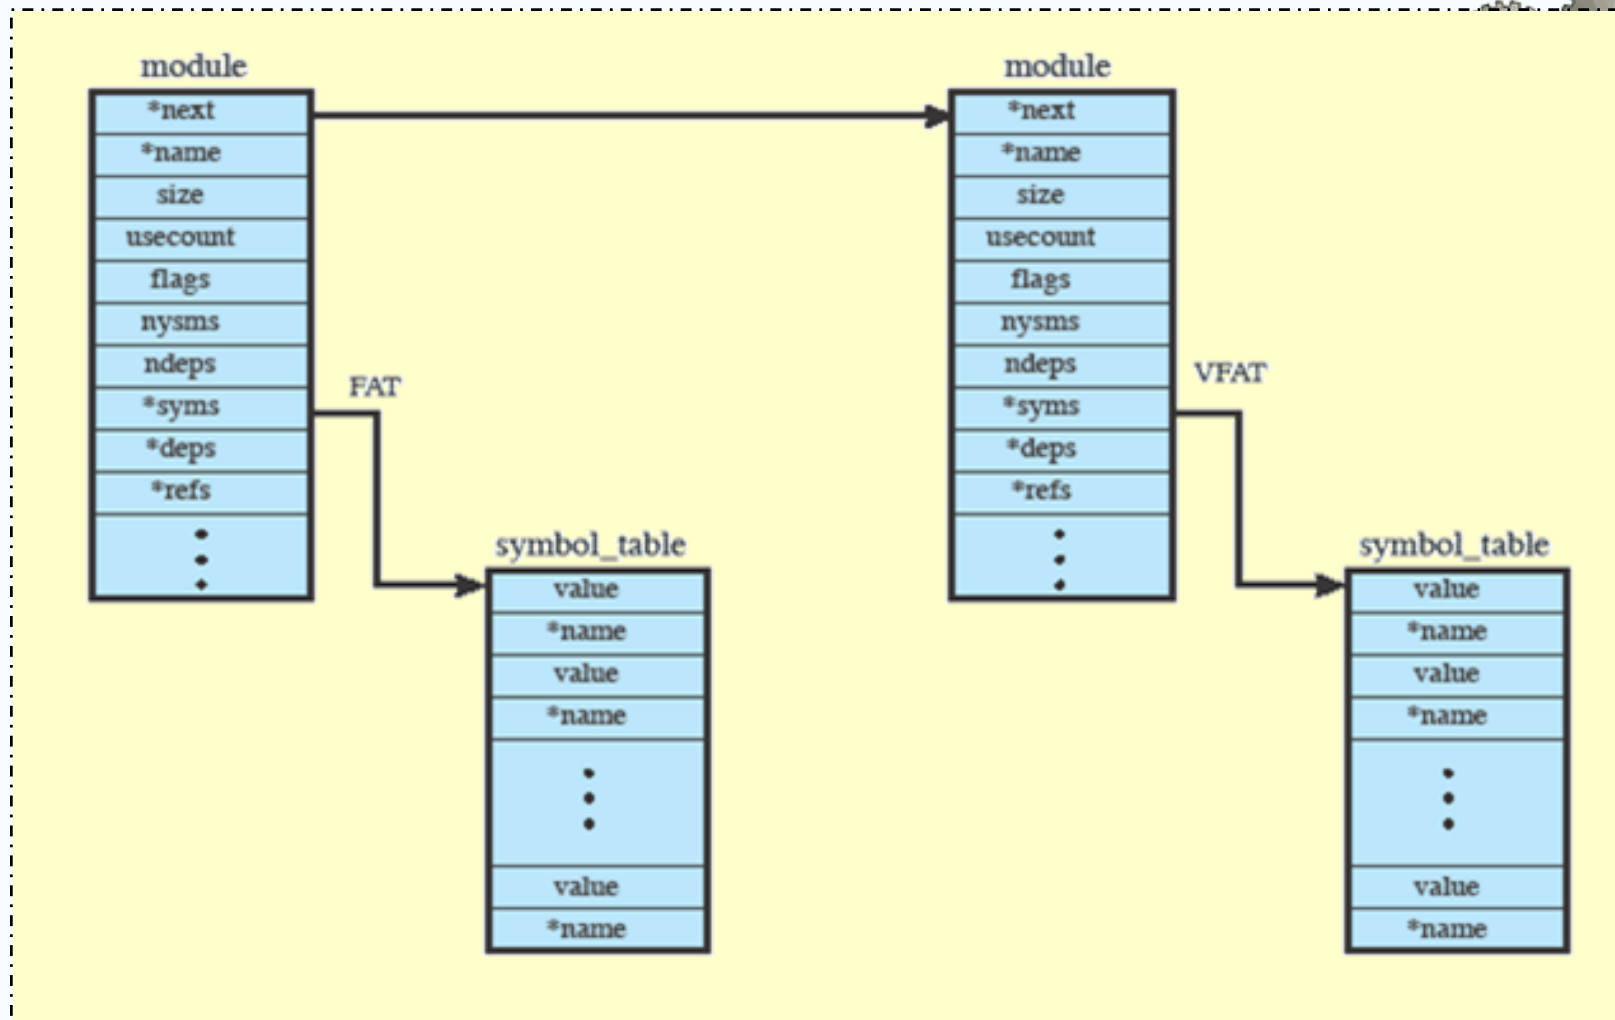 module
*next
*name
size
usecount
flags
nysms
ndeps
*syms
*deps
*refs
FAT
symbol_table
value
*name
value
*name
value
*name
module
*next
*name
size
usecount
flags
nysms
ndeps
*syms
*deps
*refs
VFAT
symbol_table
value
*name
value
*name
value
*name